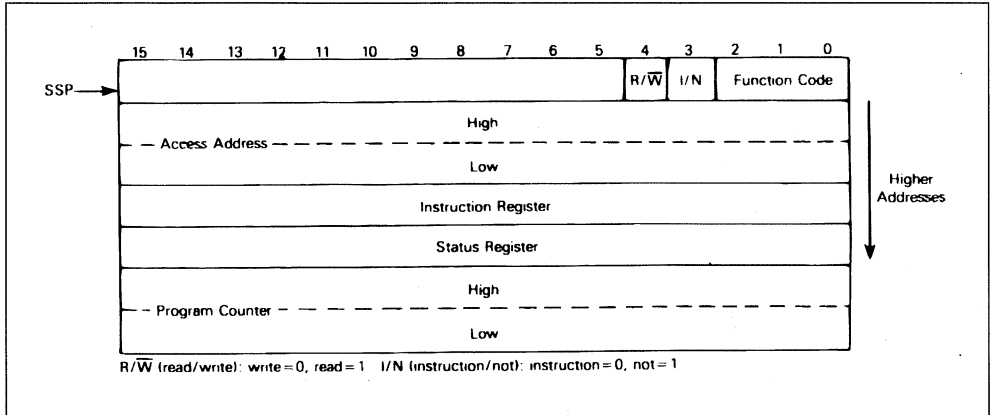 15 14 13 12 11 10 9 8 7 6 5 4 3 2 1 0
SSP
R/W̅ I/N Function Code
High
Access Address
Low
Higher
Addresses
Instruction Register
Status Register
High
Program Counter
Low
R/W̅ (read/write): write=0, read=1 I/N (instruction/not): instruction=0, not=1